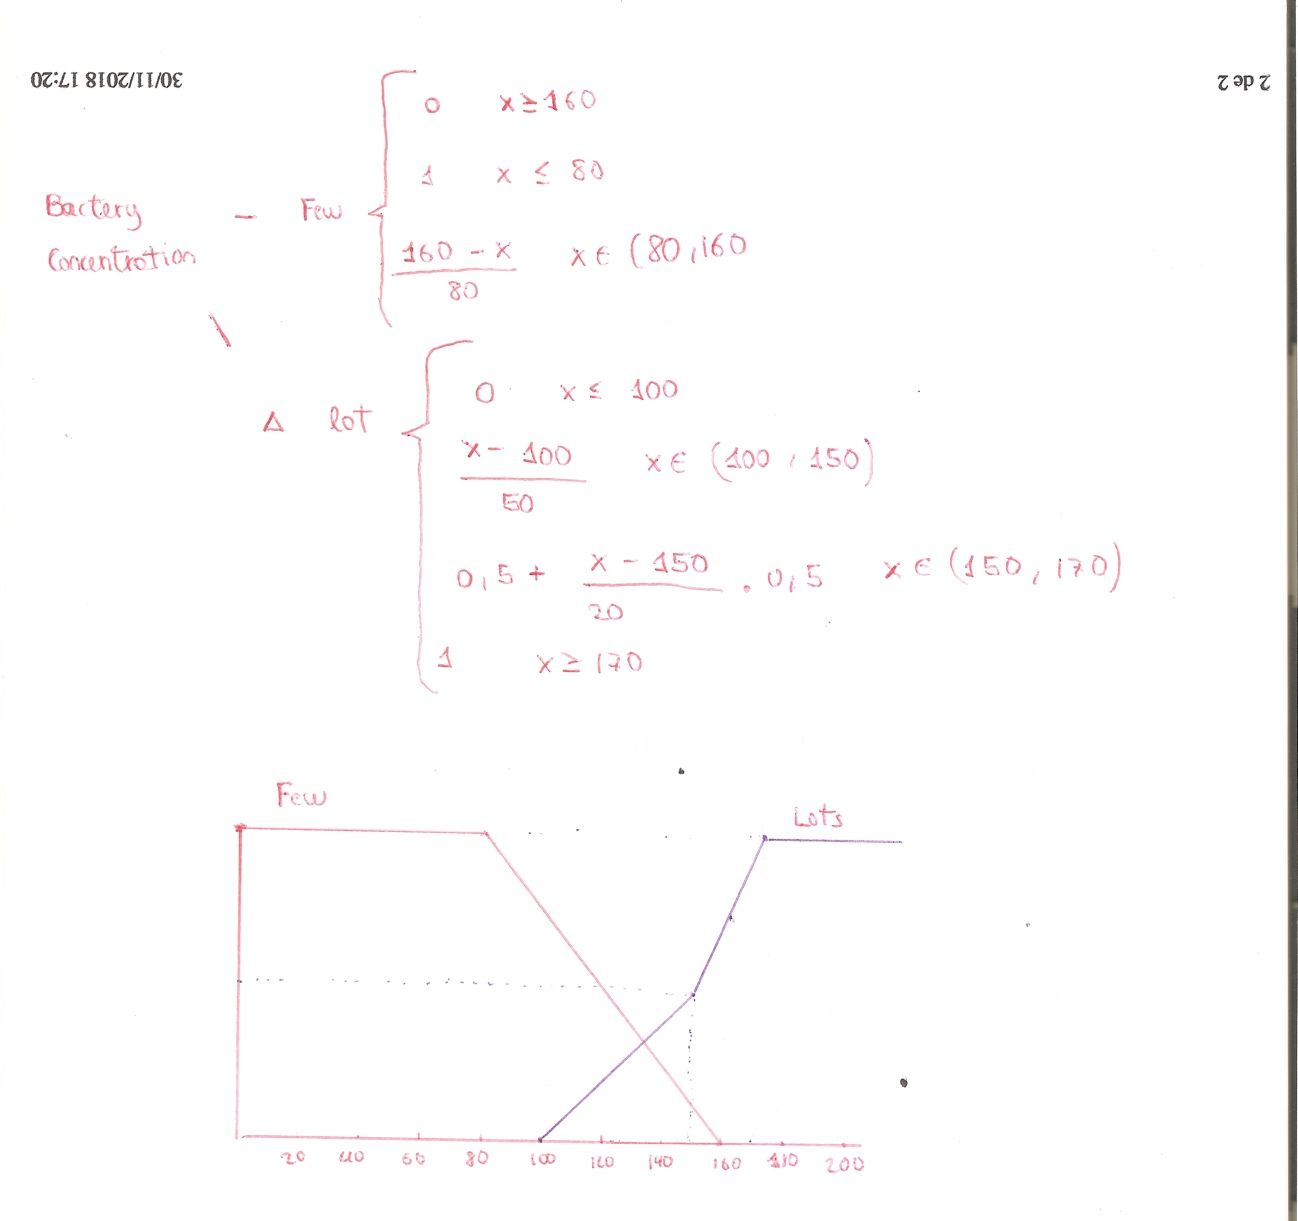 30/11/2018 17:20
2 de 2
0 x ≥ 160
1 x ≤ 80
Bactery
Concentration
— Few
160 - x
80
x ∈ (80,160
Δ lot
0 x ≤ 100
x - 100
50
x ∈ (100, 150)
0,5 + x - 150 . 0,5 x ∈ (150, 170)
20
1 x ≥ 170
Few
Lots
20 40 60 80 100 120 140 160 180 200